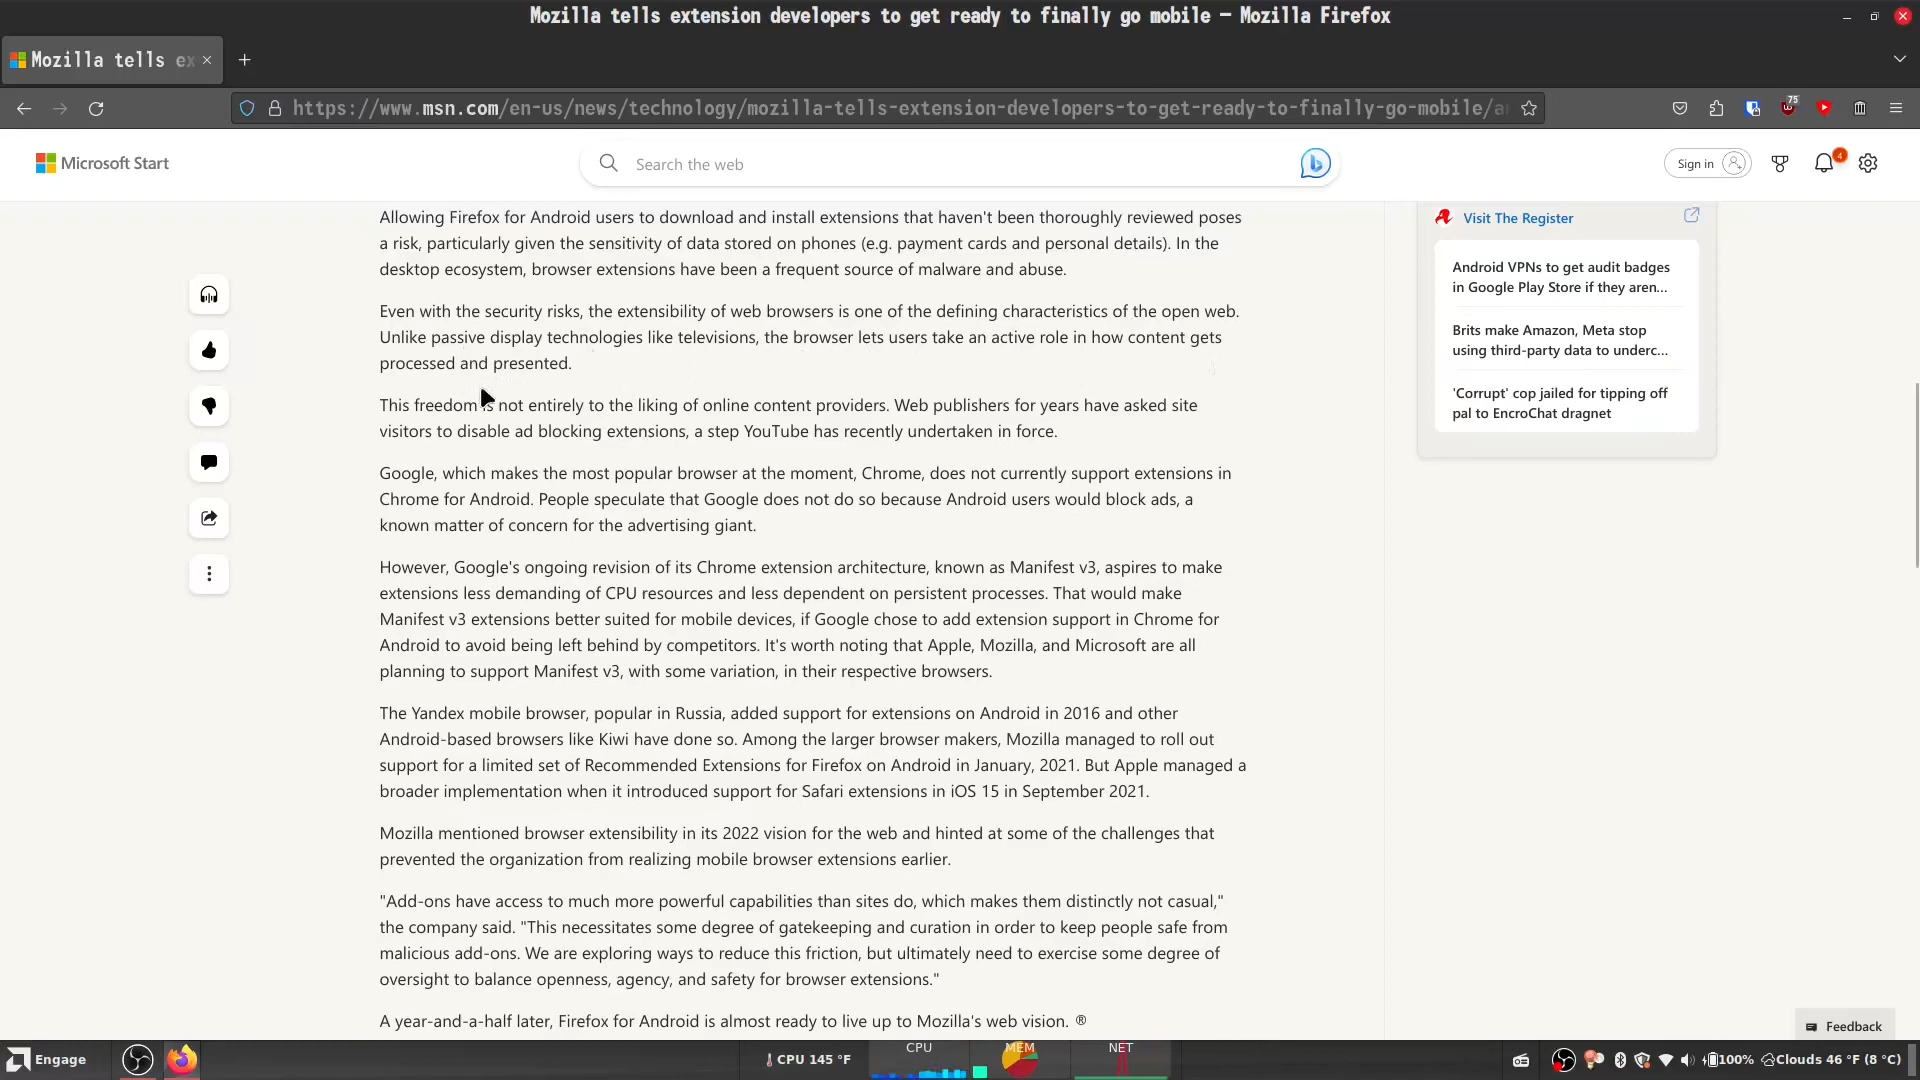 Mozilla tells extension developers to get ready to finally go mobile — Mozilla Firefox
Mozilla tells ex
https://www.msn.com/en-us/news/technology/mozilla-tells-extension-developers-to-get-ready-to-finally-go-mobile/a
75
Microsoft Start
Search the web
Sign in
4
Allowing Firefox for Android users to download and install extensions that haven't been thoroughly reviewed poses
a risk, particularly given the sensitivity of data stored on phones (e.g. payment cards and personal details). In the
desktop ecosystem, browser extensions have been a frequent source of malware and abuse.
Even with the security risks, the extensibility of web browsers is one of the defining characteristics of the open web.
Unlike passive display technologies like televisions, the browser lets users take an active role in how content gets
processed and presented.
This freedom is not entirely to the liking of online content providers. Web publishers for years have asked site
visitors to disable ad blocking extensions, a step YouTube has recently undertaken in force.
Google, which makes the most popular browser at the moment, Chrome, does not currently support extensions in
Chrome for Android. People speculate that Google does not do so because Android users would block ads, a
known matter of concern for the advertising giant.
However, Google's ongoing revision of its Chrome extension architecture, known as Manifest v3, aspires to make
extensions less demanding of CPU resources and less dependent on persistent processes. That would make
Manifest v3 extensions better suited for mobile devices, if Google chose to add extension support in Chrome for
Android to avoid being left behind by competitors. It's worth noting that Apple, Mozilla, and Microsoft are all
planning to support Manifest v3, with some variation, in their respective browsers.
The Yandex mobile browser, popular in Russia, added support for extensions on Android in 2016 and other
Android-based browsers like Kiwi have done so. Among the larger browser makers, Mozilla managed to roll out
support for a limited set of Recommended Extensions for Firefox on Android in January, 2021. But Apple managed a
broader implementation when it introduced support for Safari extensions in iOS 15 in September 2021.
Mozilla mentioned browser extensibility in its 2022 vision for the web and hinted at some of the challenges that
prevented the organization from realizing mobile browser extensions earlier.
"Add-ons have access to much more powerful capabilities than sites do, which makes them distinctly not casual,"
the company said. "This necessitates some degree of gatekeeping and curation in order to keep people safe from
malicious add-ons. We are exploring ways to reduce this friction, but ultimately need to exercise some degree of
oversight to balance openness, agency, and safety for browser extensions."
A year-and-a-half later, Firefox for Android is almost ready to live up to Mozilla's web vision. ®
Visit The Register
Android VPNs to get audit badges
in Google Play Store if they aren...
Brits make Amazon, Meta stop
using third-party data to underc...
'Corrupt' cop jailed for tipping off
pal to EncroChat dragnet
Feedback
Engage
CPU 145 °F
CPU
MEM
NET
100%
Clouds 46 °F (8 °C)